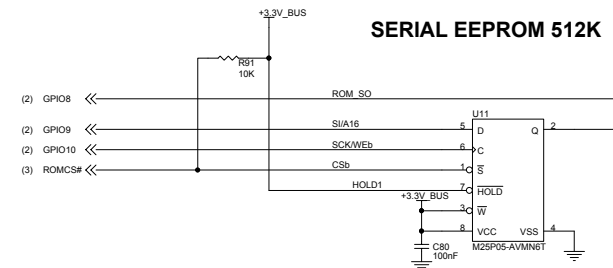 +3.3V_BUS
SERIAL EEPROM 512K
R91
10K
(2) GPIO8 ROM_SO
U11
(2) GPIO9 SI/A16 5 D Q 2
(2) GPIO10 SCK/WEb 6 C
(3) ROMCS# CSb 1 S
HOLD1 7 HOLD
+3.3V_BUS
3 W
8 VCC VSS 4
C80
100nF
M25P05-AVMN6T